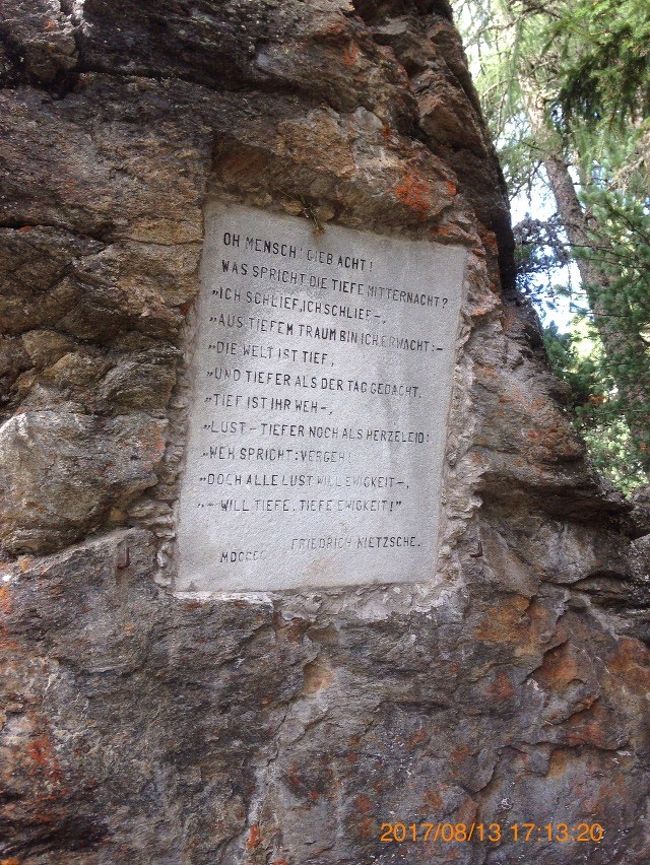 OH MENSCH! GIEB ACHT!
WAS SPRICHT DIE TIEFE MITTERNACHT?
"ICH SCHLIEF, ICH SCHLIEF –,
"AUS TIEFEM TRAUM BIN ICH ERWACHT: –
"DIE WELT IST TIEF,
"UND TIEFER ALS DER TAG GEDACHT.
"TIEF IST IHR WEH –,
"LUST – TIEFER NOCH ALS HERZELEID:
"WEH SPRICHT: VERGEH!
"DOCH ALLE LUST WILL EWIGKEIT –,
"– WILL TIEFE, TIEFE EWIGKEIT!"
FRIEDRICH NIETZSCHE.
MDCCCC
2017/08/13 17:13:20